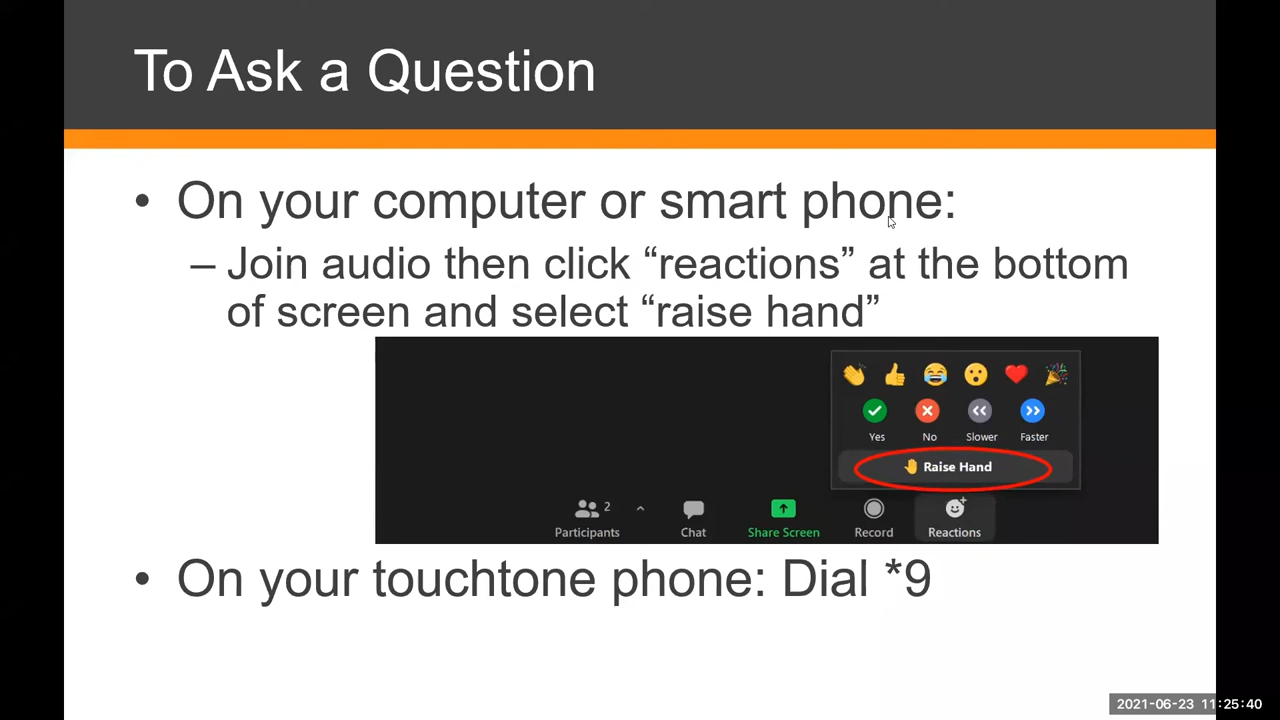 To Ask a Question
• On your computer or smart phone:
– Join audio then click “reactions” at the bottom
of screen and select “raise hand”
Yes No Slower Faster
Raise Hand
2
Participants Chat Share Screen Record Reactions
• On your touchtone phone: Dial *9
2021-06-23 11:25:40